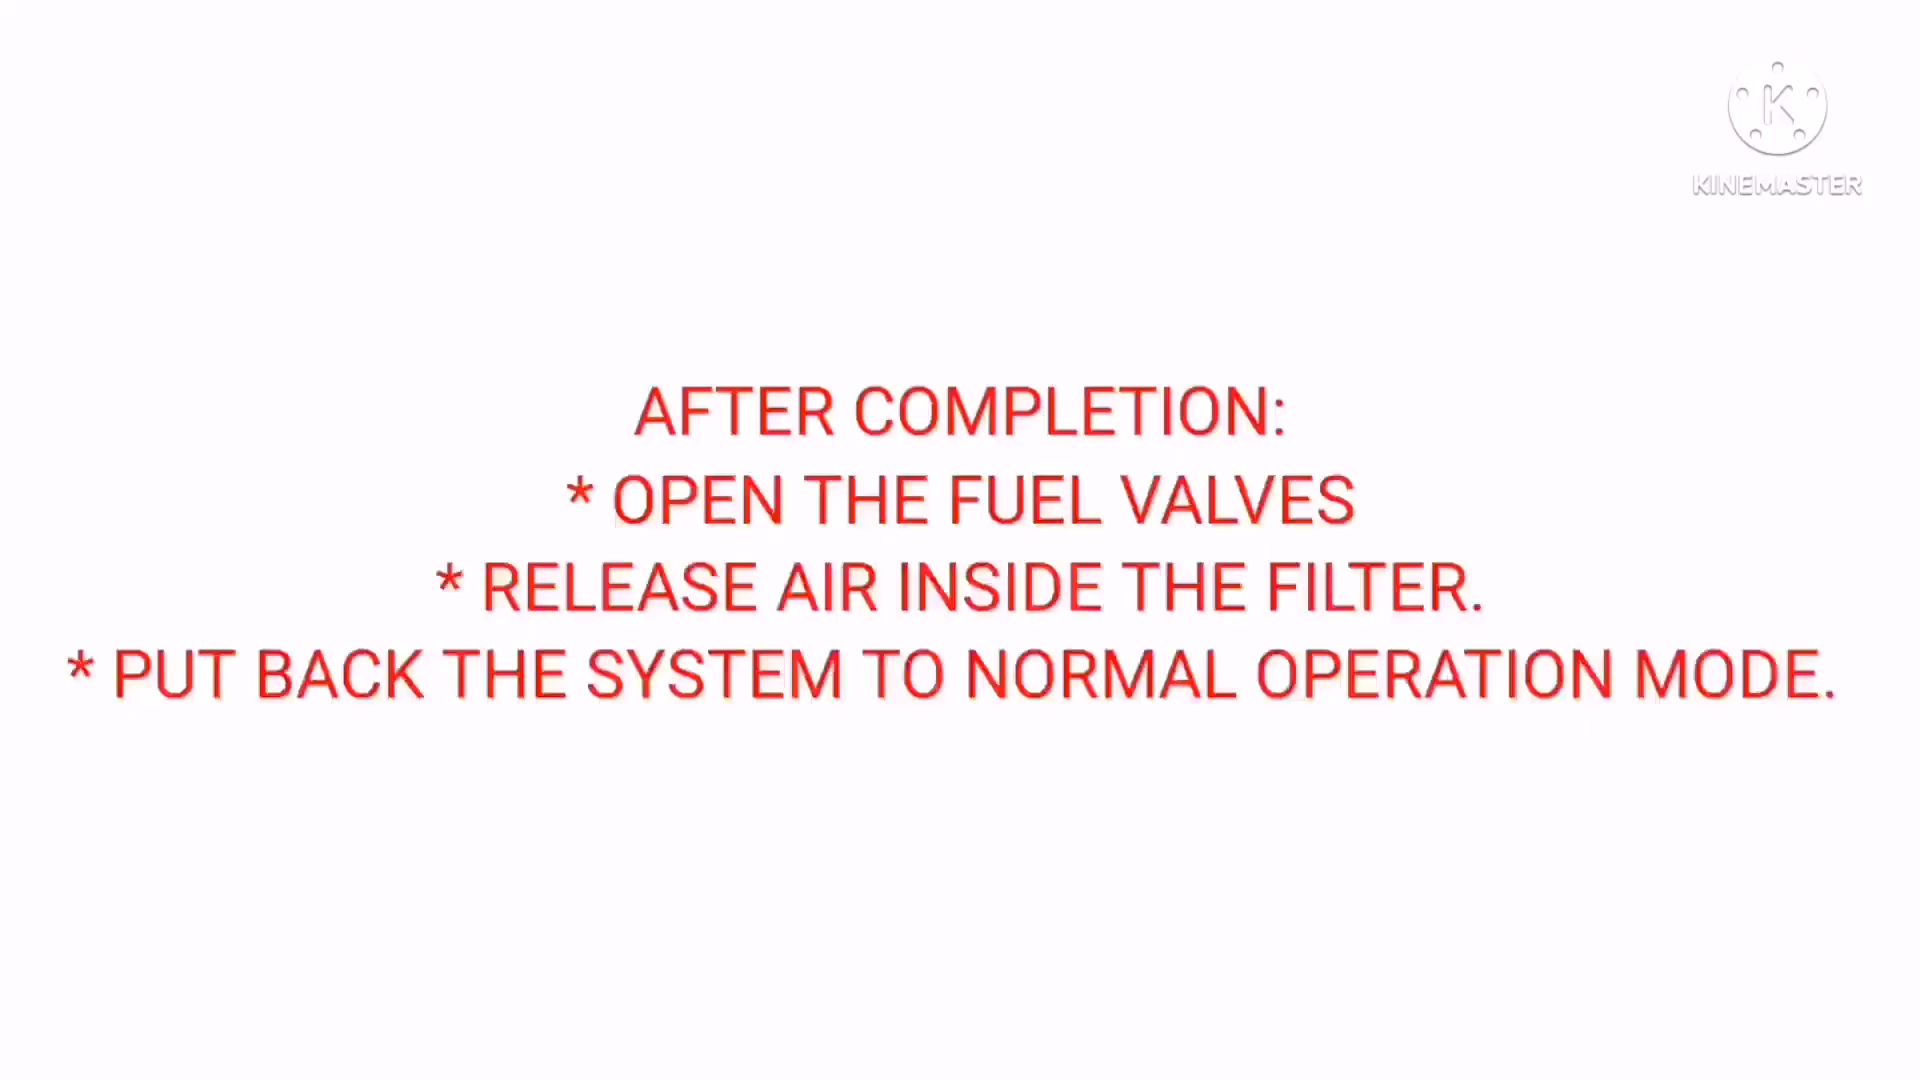 KINEMASTER
AFTER COMPLETION:
* OPEN THE FUEL VALVES
* RELEASE AIR INSIDE THE FILTER.
* PUT BACK THE SYSTEM TO NORMAL OPERATION MODE.